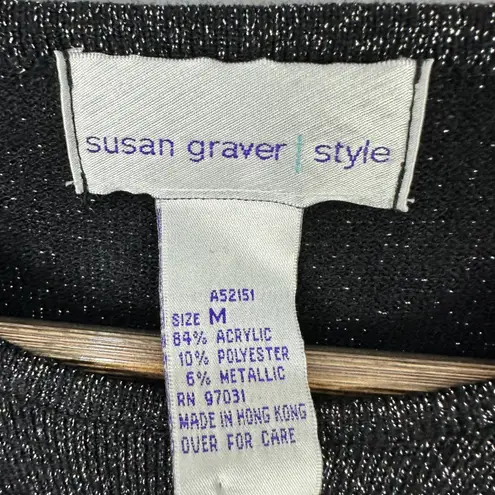 susan graver | style
A52151
SIZE M
84% ACRYLIC
10% POLYESTER
6% METALLIC
RN 97031
MADE IN HONG KONG
OVER FOR CARE